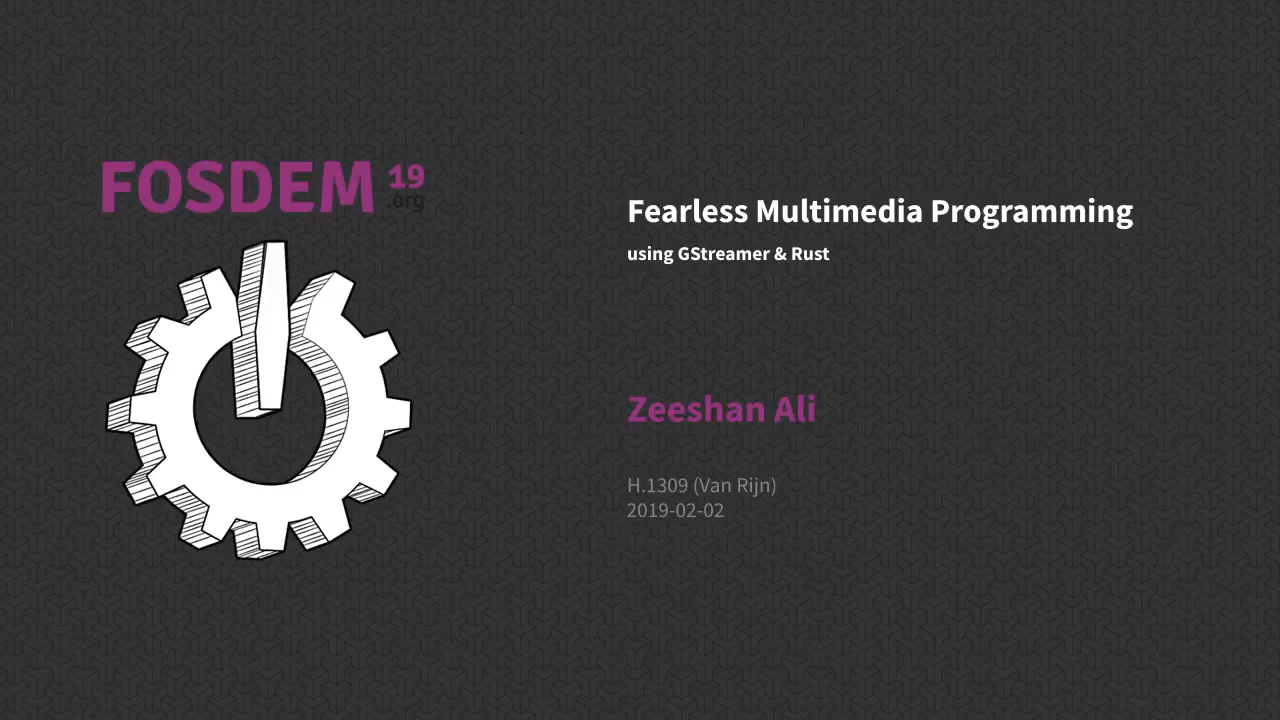 FOSDEM 19
.org
Fearless Multimedia Programming
using GStreamer & Rust
Zeeshan Ali
H.1309 (Van Rijn)
2019-02-02